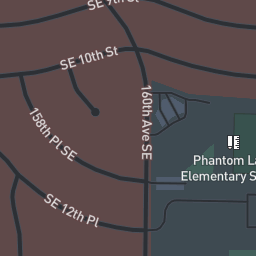 SE 9th St
SE 10th St
160th Ave SE
158th Pl SE
Phantom La
Elementary S
SE 12th Pl